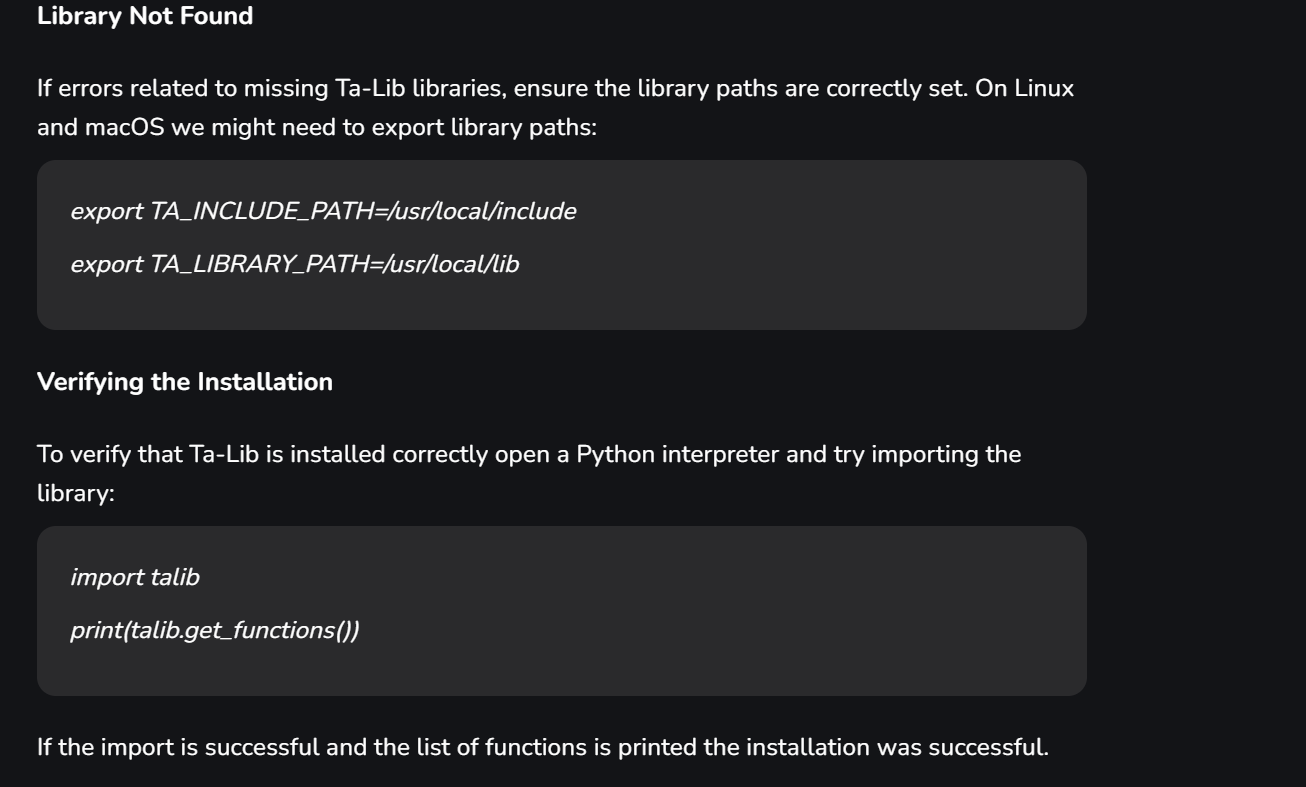 Library Not Found
If errors related to missing Ta-Lib libraries, ensure the library paths are correctly set. On Linux
and macOS we might need to export library paths:
export TA_INCLUDE_PATH=/usr/local/include
export TA_LIBRARY_PATH=/usr/local/lib
Verifying the Installation
To verify that Ta-Lib is installed correctly open a Python interpreter and try importing the
library:
import talib
print(talib.get_functions())
If the import is successful and the list of functions is printed the installation was successful.